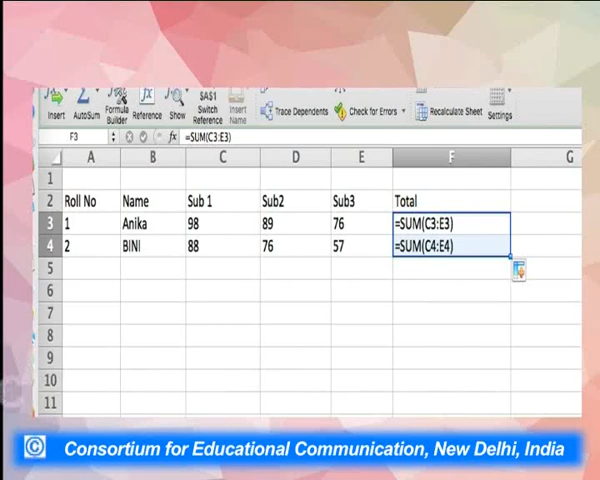 Insert AutoSum Formula Builder Reference Show Switch Reference Insert Name Trace Dependents Check for Errors Recalculate Sheet Settings
A$1
F3 fx =SUM(C3:E3)
A B C D E F G
1
2 Roll No Name Sub 1 Sub2 Sub3 Total
3 1 Anika 98 89 76 =SUM(C3:E3)
4 2 BINI 88 76 57 =SUM(C4:E4)
5
6
7
8
9
10
11
© Consortium for Educational Communication, New Delhi, India